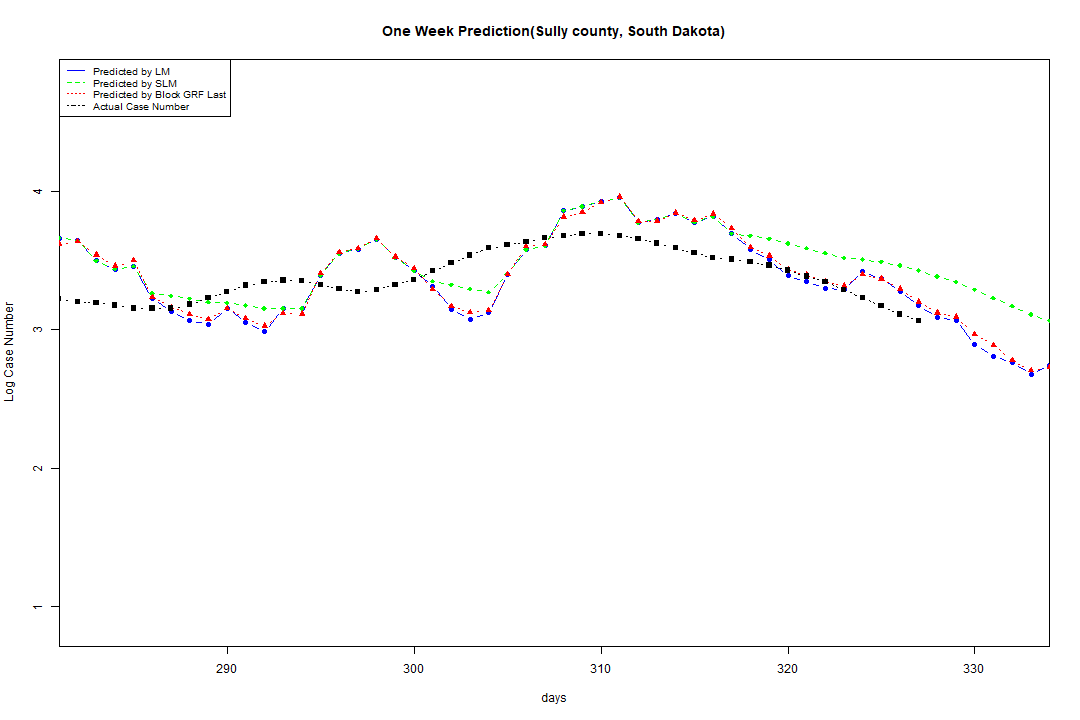 One Week Prediction(Sully county, South Dakota)
Predicted by LM
Predicted by SLM
Predicted by Block GRF Last
Actual Case Number
4
3
2
1
Log Case Number
290 300 310 320 330
days